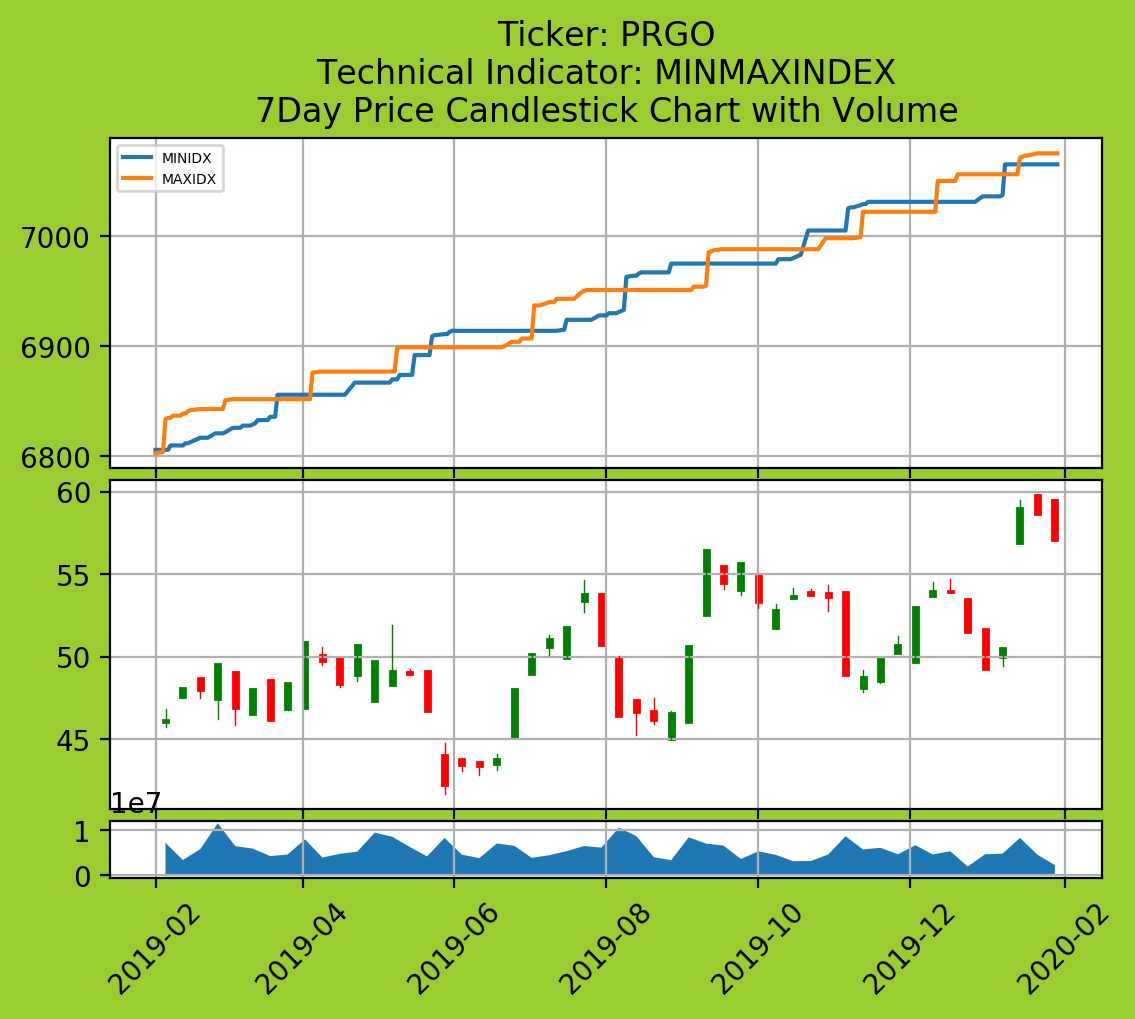 Ticker: PRGO
Technical Indicator: MINMAXINDEX
7Day Price Candlestick Chart with Volume
MINIDX
MAXIDX
7000
6900
6800
60
55
50
45
1e7
1
0
2019-02
2019-04
2019-06
2019-08
2019-10
2019-12
2020-02